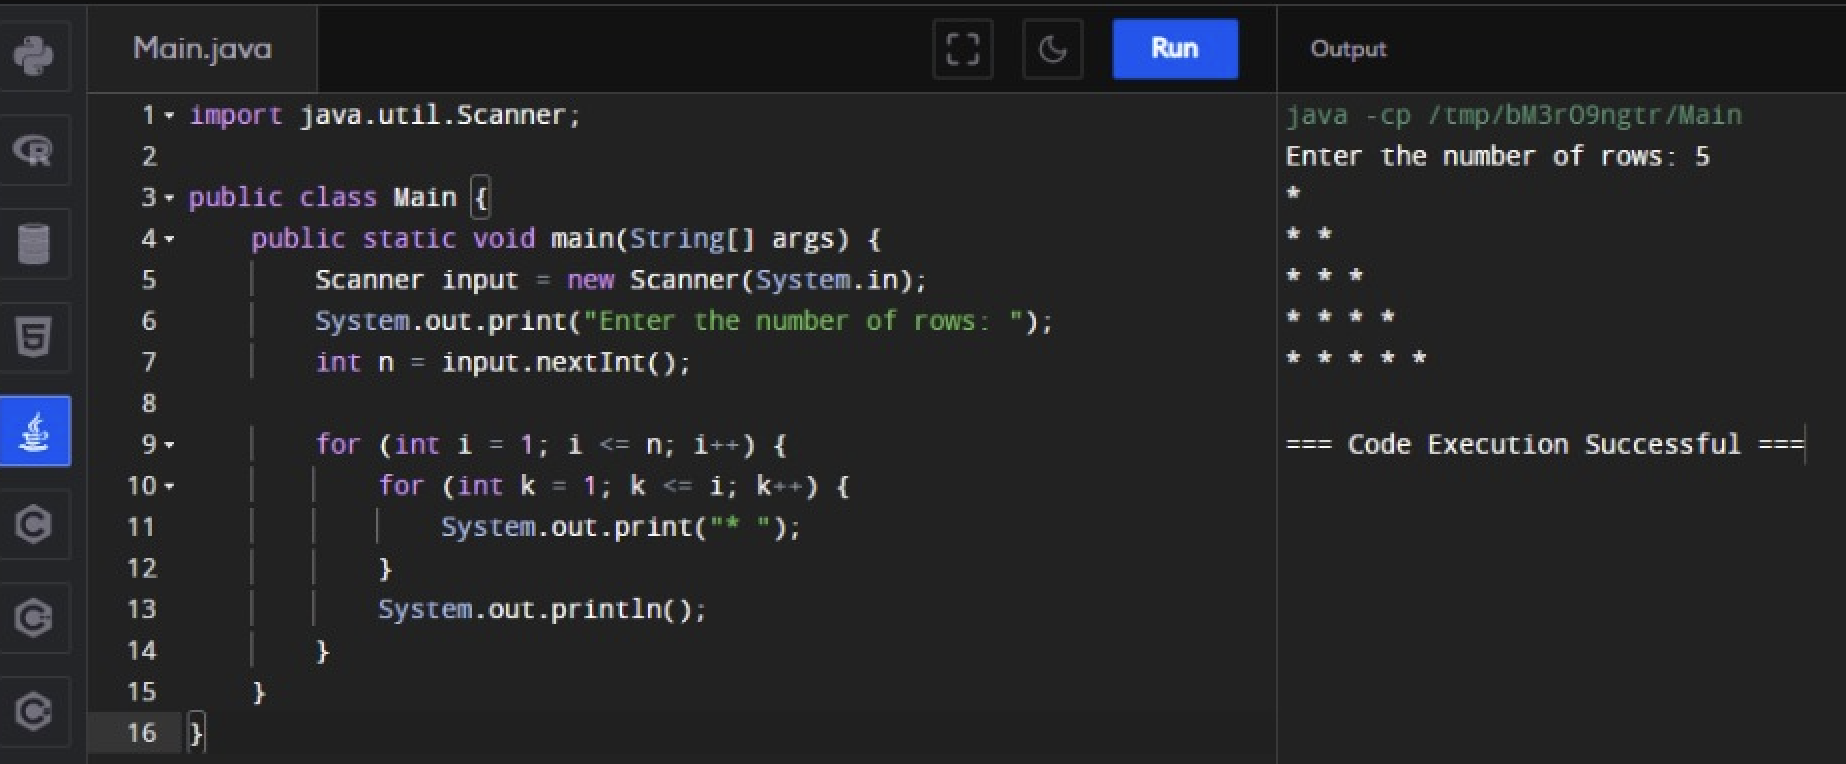 Main.java
Run
Output
1 import java.util.Scanner;
2
3 public class Main {
4     public static void main(String[] args) {
5         Scanner input = new Scanner(System.in);
6         System.out.print("Enter the number of rows: ");
7         int n = input.nextInt();
8
9         for (int i = 1; i <= n; i++) {
10             for (int k = 1; k <= i; k++) {
11                 System.out.print("* ");
12             }
13             System.out.println();
14         }
15     }
16 }
java -cp /tmp/bM3rO9ngtr/Main
Enter the number of rows: 5
*
* *
* * *
* * * *
* * * * *
=== Code Execution Successful ===